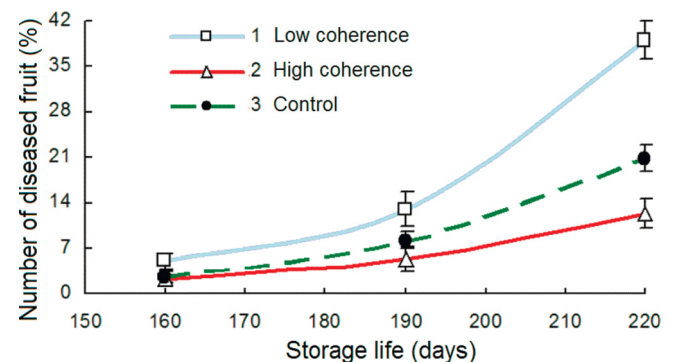 Number of diseased fruit (%)
42
35
28
21
14
7
0
1 Low coherence
2 High coherence
3 Control
150 160 170 180 190 200 210 220
Storage life (days)